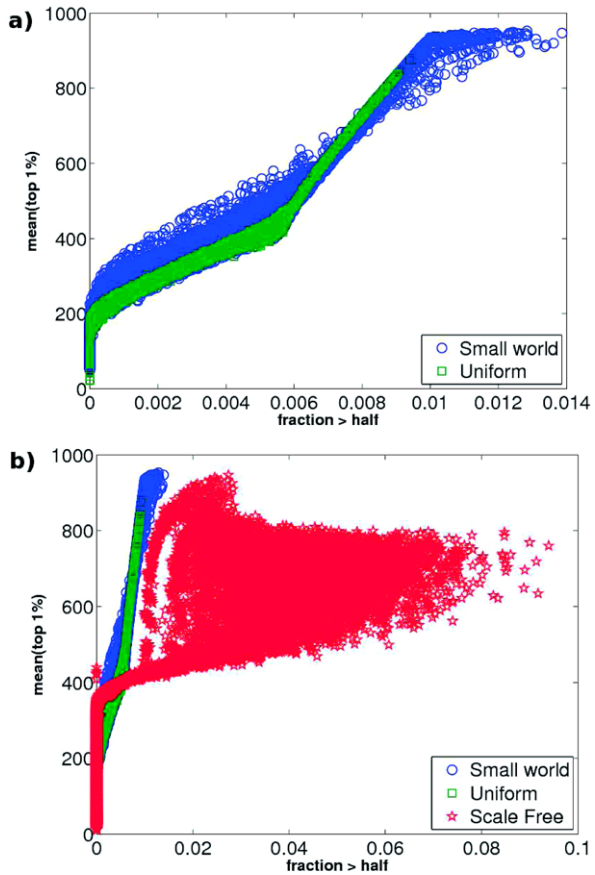 a)
1000
800
600
400
200
0
mean(top 1%)
0 0.002 0.004 0.006 0.008 0.01 0.012 0.014
fraction > half
Small world
Uniform
b)
1000
800
600
400
200
0
mean(top 1%)
0 0.02 0.04 0.06 0.08 0.1
fraction > half
Small world
Uniform
Scale Free